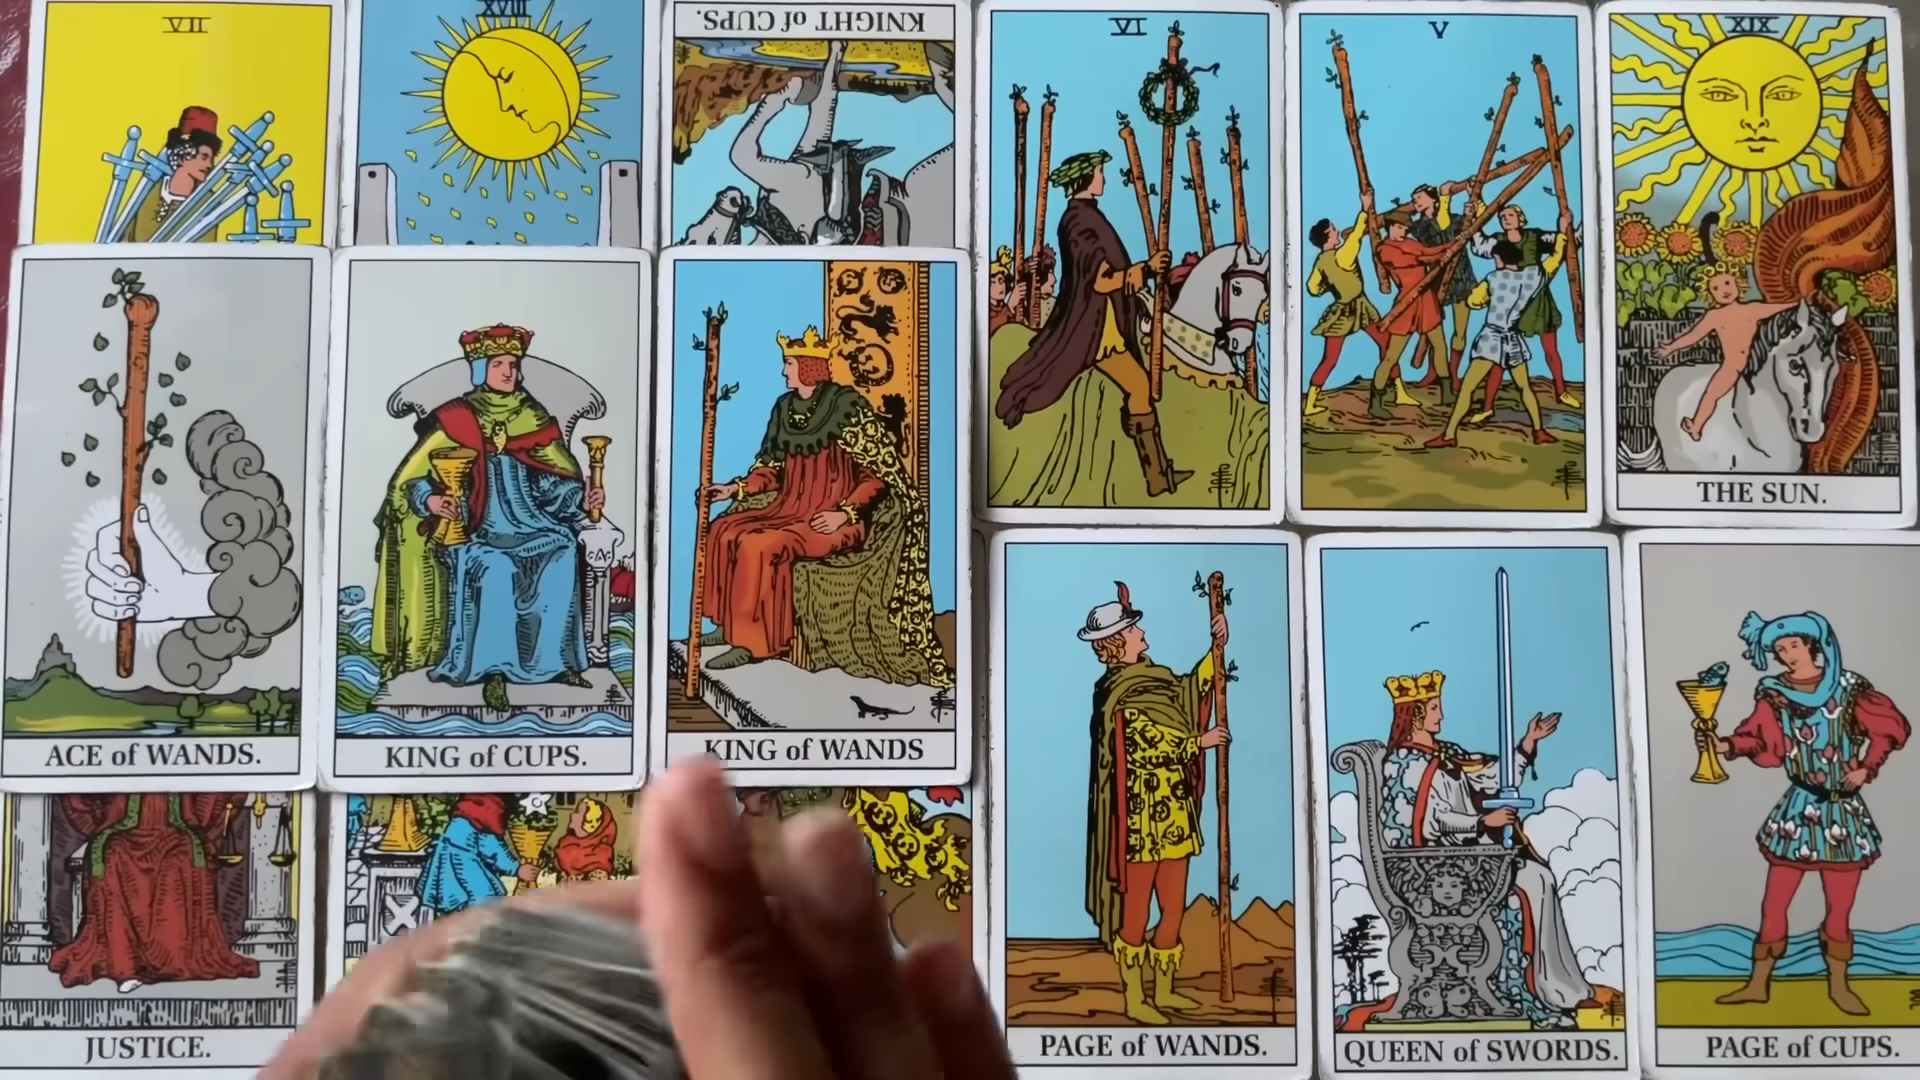 VII
XVIII
KNIGHT of CUPS.
VI
V
XIX
THE SUN.
ACE of WANDS.
KING of CUPS.
KING of WANDS
PAGE of WANDS.
QUEEN of SWORDS.
PAGE of CUPS.
JUSTICE.